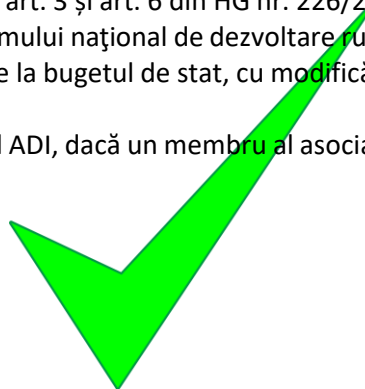 art. 3 și art. 6 din HG nr. 226/2
mului naţional de dezvoltare ru
e la bugetul de stat, cu modifică
l ADI, dacă un membru al asocia